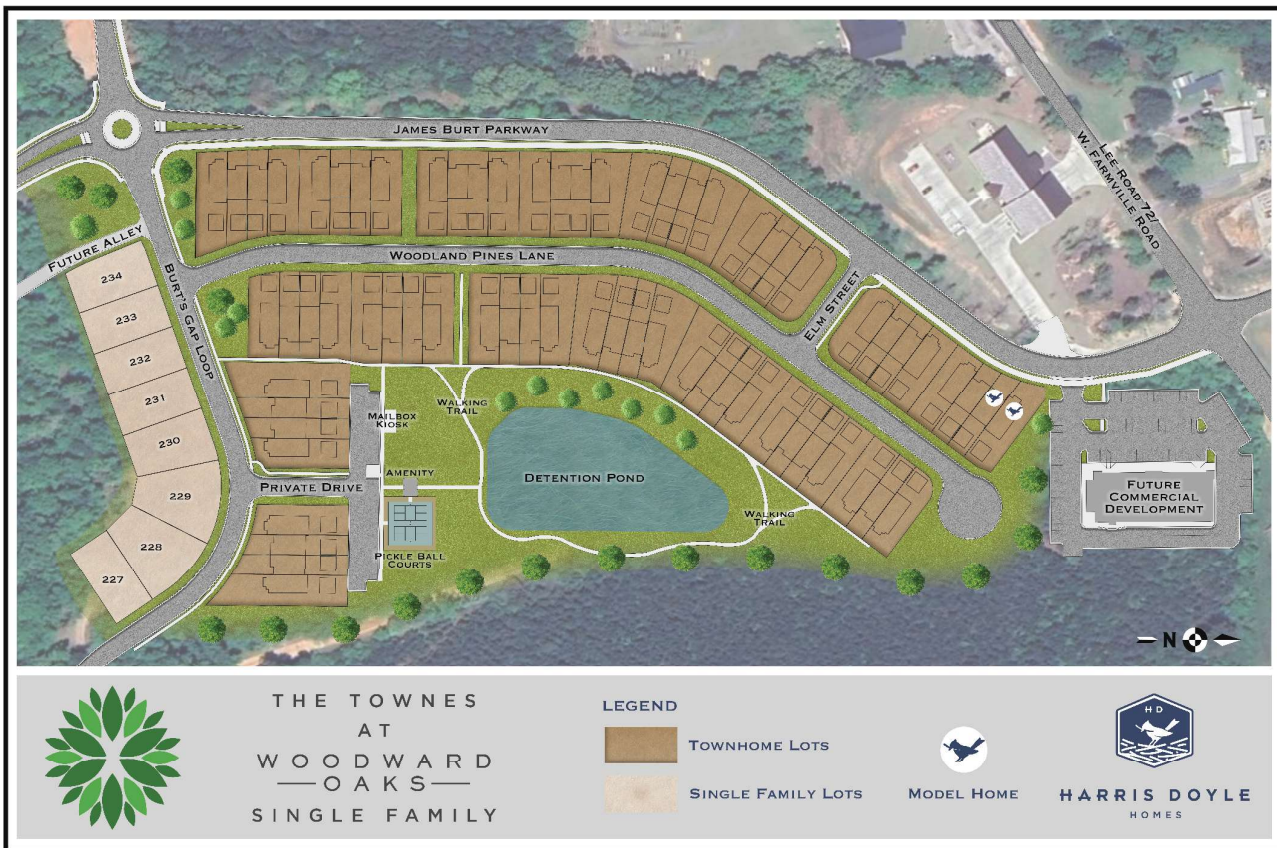 JAMES BURT PARKWAY
LEE ROAD 72/
W. FARMVILLE ROAD
FUTURE ALLEY
WOODLAND PINES LANE
BURT'S GAP LOOP
ELM STREET
234
233
232
231
230
229
228
227
MAILBOX
KIOSK
WALKING
TRAIL
AMENITY
PRIVATE DRIVE
DETENTION POND
WALKING
TRAIL
PICKLE BALL
COURTS
FUTURE
COMMERCIAL
DEVELOPMENT
N
THE TOWNES
AT
WOODWARD
OAKS
SINGLE FAMILY
LEGEND
TOWNHOME LOTS
SINGLE FAMILY LOTS
MODEL HOME
HD
HARRIS DOYLE
HOMES